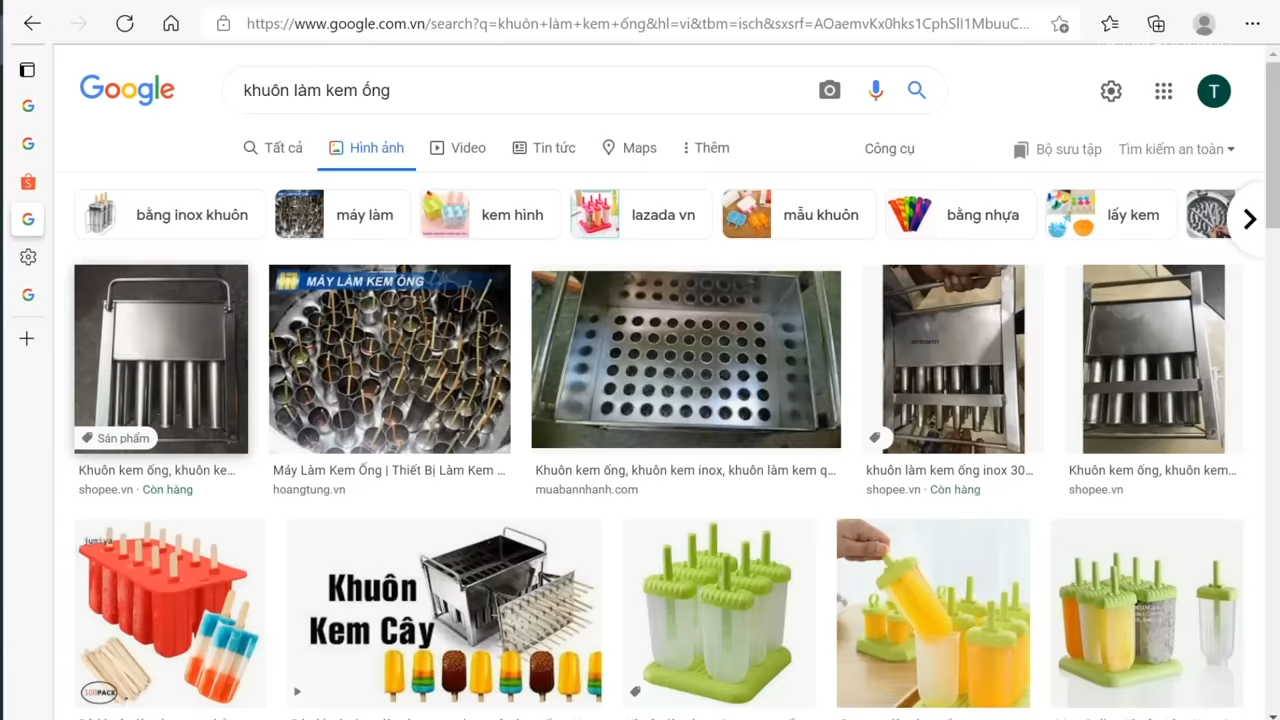 https://www.google.com.vn/search?q=khuôn+làm+kem+ống&hl=vi&tbm=isch&sxsrf=AOaemvKx0hks1CphSlI1MbuuC...
Google
khuôn làm kem ống
T
Tất cả
Hình ảnh
Video
Tin tức
Maps
Thêm
Công cụ
Bộ sưu tập
Tìm kiếm an toàn
bằng inox khuôn
máy làm
kem hình
lazada vn
mẫu khuôn
bằng nhựa
lấy kem
MÁY LÀM KEM ỐNG
Sản phẩm
Khuôn kem ống, khuôn ke...
shopee.vn · Còn hàng
Máy Làm Kem Ống | Thiết Bị Làm Kem ...
hoangtung.vn
Khuôn kem ống, khuôn kem inox, khuôn làm kem q...
muabannhanh.com
khuôn làm kem ống inox 30...
shopee.vn · Còn hàng
Khuôn kem ống, khuôn kem...
shopee.vn
jumiya
100PACK
Khuôn
Kem Cây